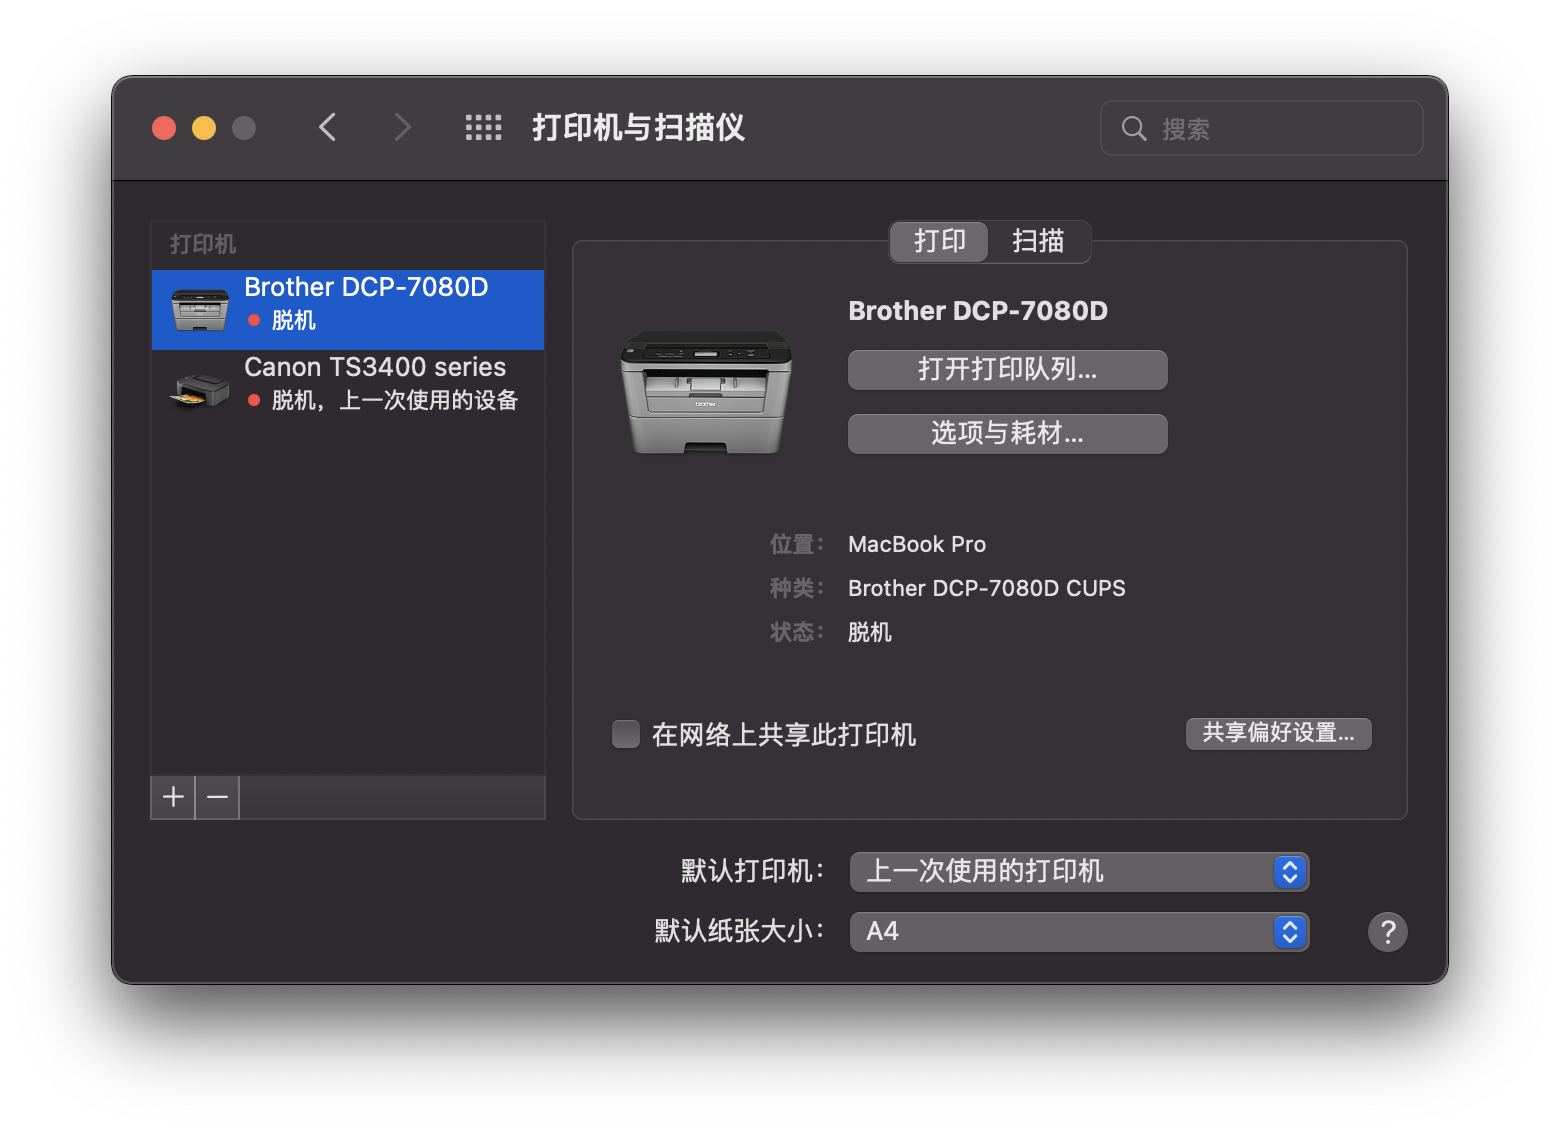 打印机与扫描仪
搜索
打印机
Brother DCP-7080D
脱机
Canon TS3400 series
脱机，上一次使用的设备
打印
扫描
Brother DCP-7080D
打开打印队列...
选项与耗材...
brother
位置：
MacBook Pro
种类：
Brother DCP-7080D CUPS
状态：
脱机
在网络上共享此打印机
共享偏好设置...
默认打印机：
上一次使用的打印机
默认纸张大小：
A4
?